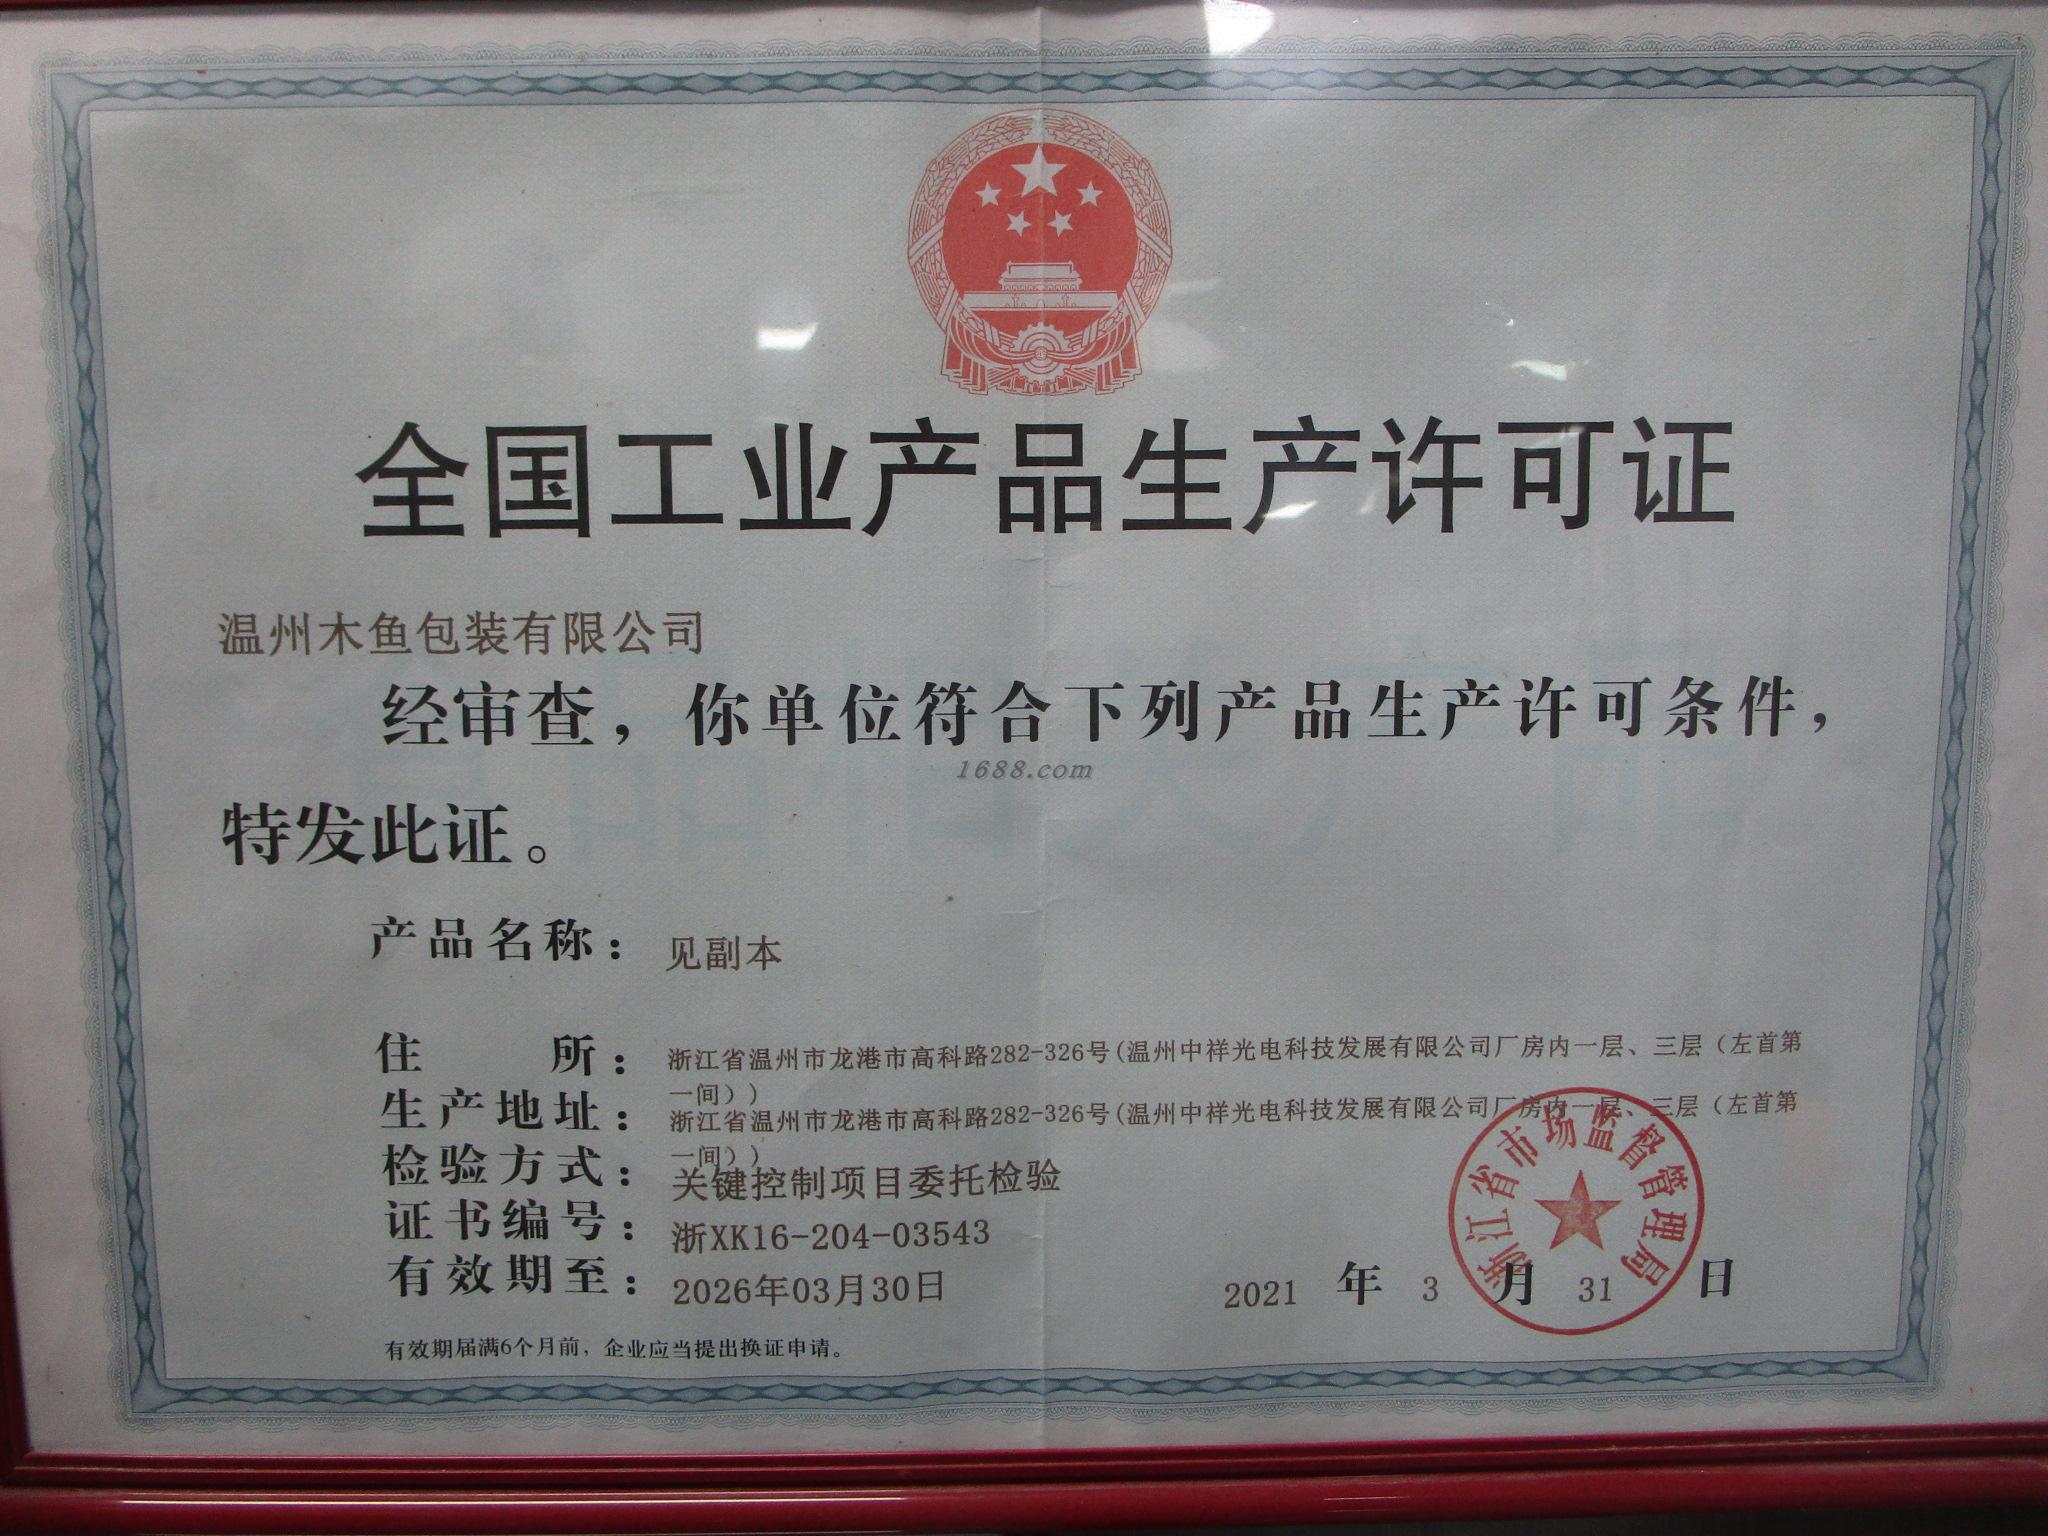 全国工业产品生产许可证
温州木鱼包装有限公司
经审查，你单位符合下列产品生产许可条件，
1688.com
特发此证。
产品名称： 见副本
住 所： 浙江省温州市龙港市高科路282-326号(温州中祥光电科技发展有限公司厂房内一层、三层（左首第
一间））
生产地址： 浙江省温州市龙港市高科路282-326号(温州中祥光电科技发展有限公司厂房内一层、三层（左首第
一间））
检验方式： 关键控制项目委托检验
证书编号： 浙XK16-204-03543
有效期至： 2026年03月30日
浙江省市场监督管理局
2021 年 3 月 31 日
有效期届满6个月前，企业应当提出换证申请。